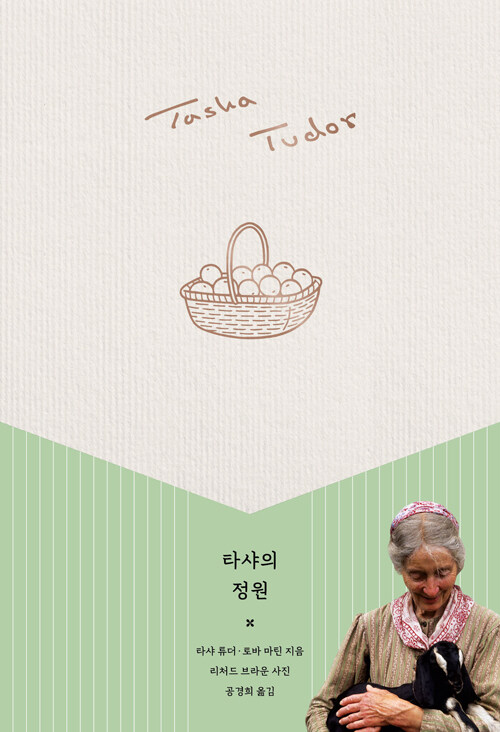 Tasha
Tudor
타샤의
정원
타샤 튜더·토바 마틴 지음
리처드 브라운 사진
공경희 옮김